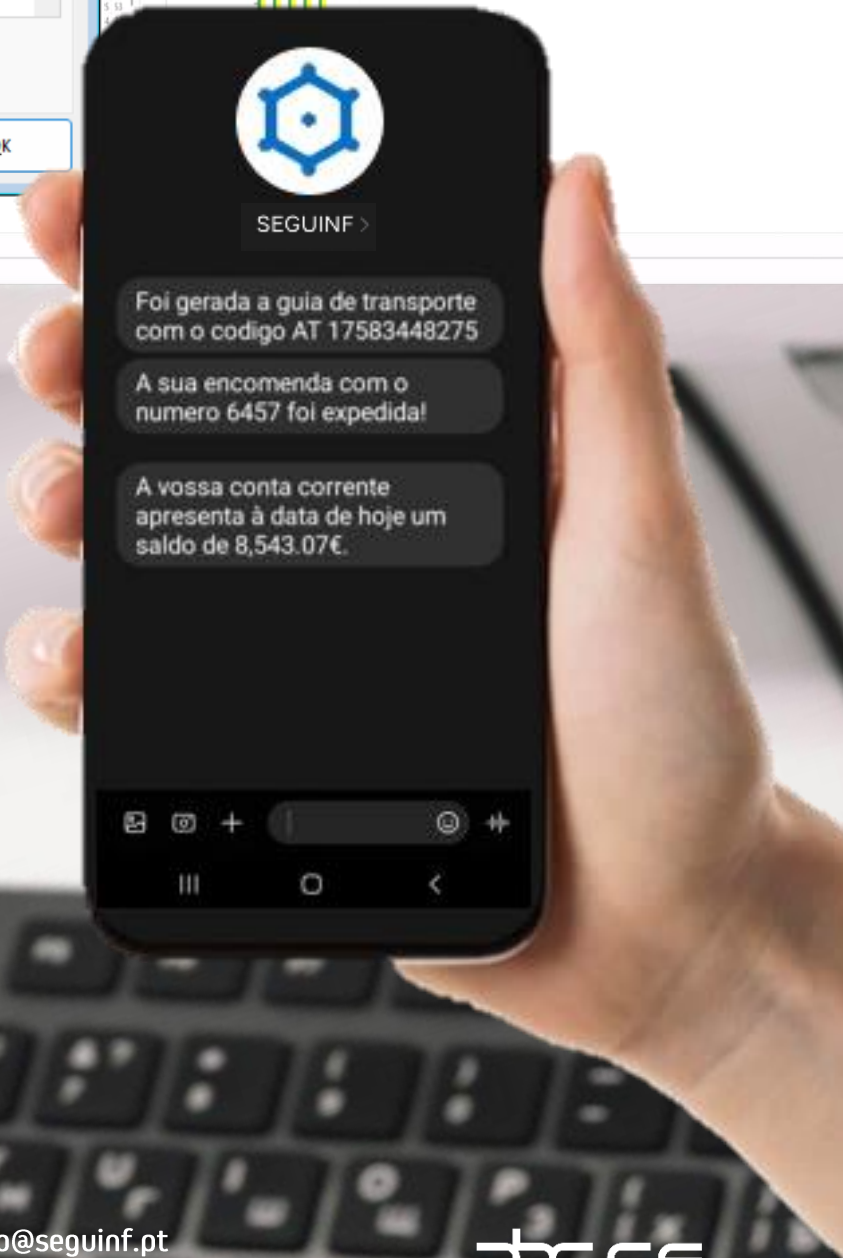 SEGUINF >
Foi gerada a guia de transporte
com o codigo AT 17583448275
A sua encomenda com o
numero 6457 foi expedida!
A vossa conta corrente
apresenta à data de hoje um
saldo de 8,543.07€.
o@seguinf.pt